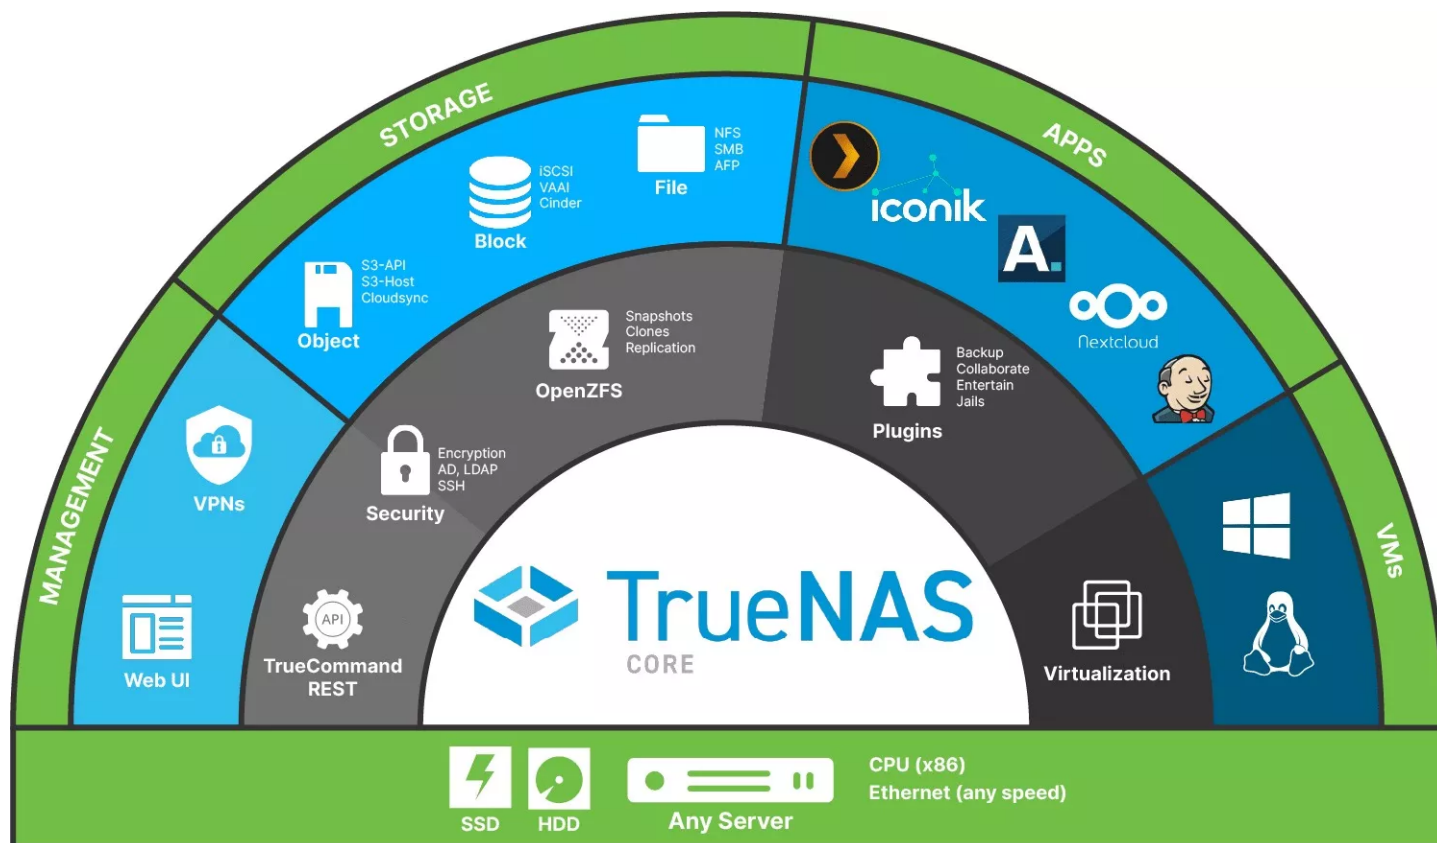 STORAGE
APPS
MANAGEMENT
VMs
NFS
SMB
AFP
File
iSCSI
VAAI
Cinder
Block
S3-API
S3-Host
Cloudsync
Object
iconik
A.
Nextcloud
VPNs
Web UI
Snapshots
Clones
Replication
OpenZFS
Backup
Collaborate
Entertain
Jails
Plugins
Encryption
AD, LDAP
SSH
Security
API
TrueCommand
REST
Virtualization
TrueNAS
CORE
SSD
HDD
Any Server
CPU (x86)
Ethernet (any speed)